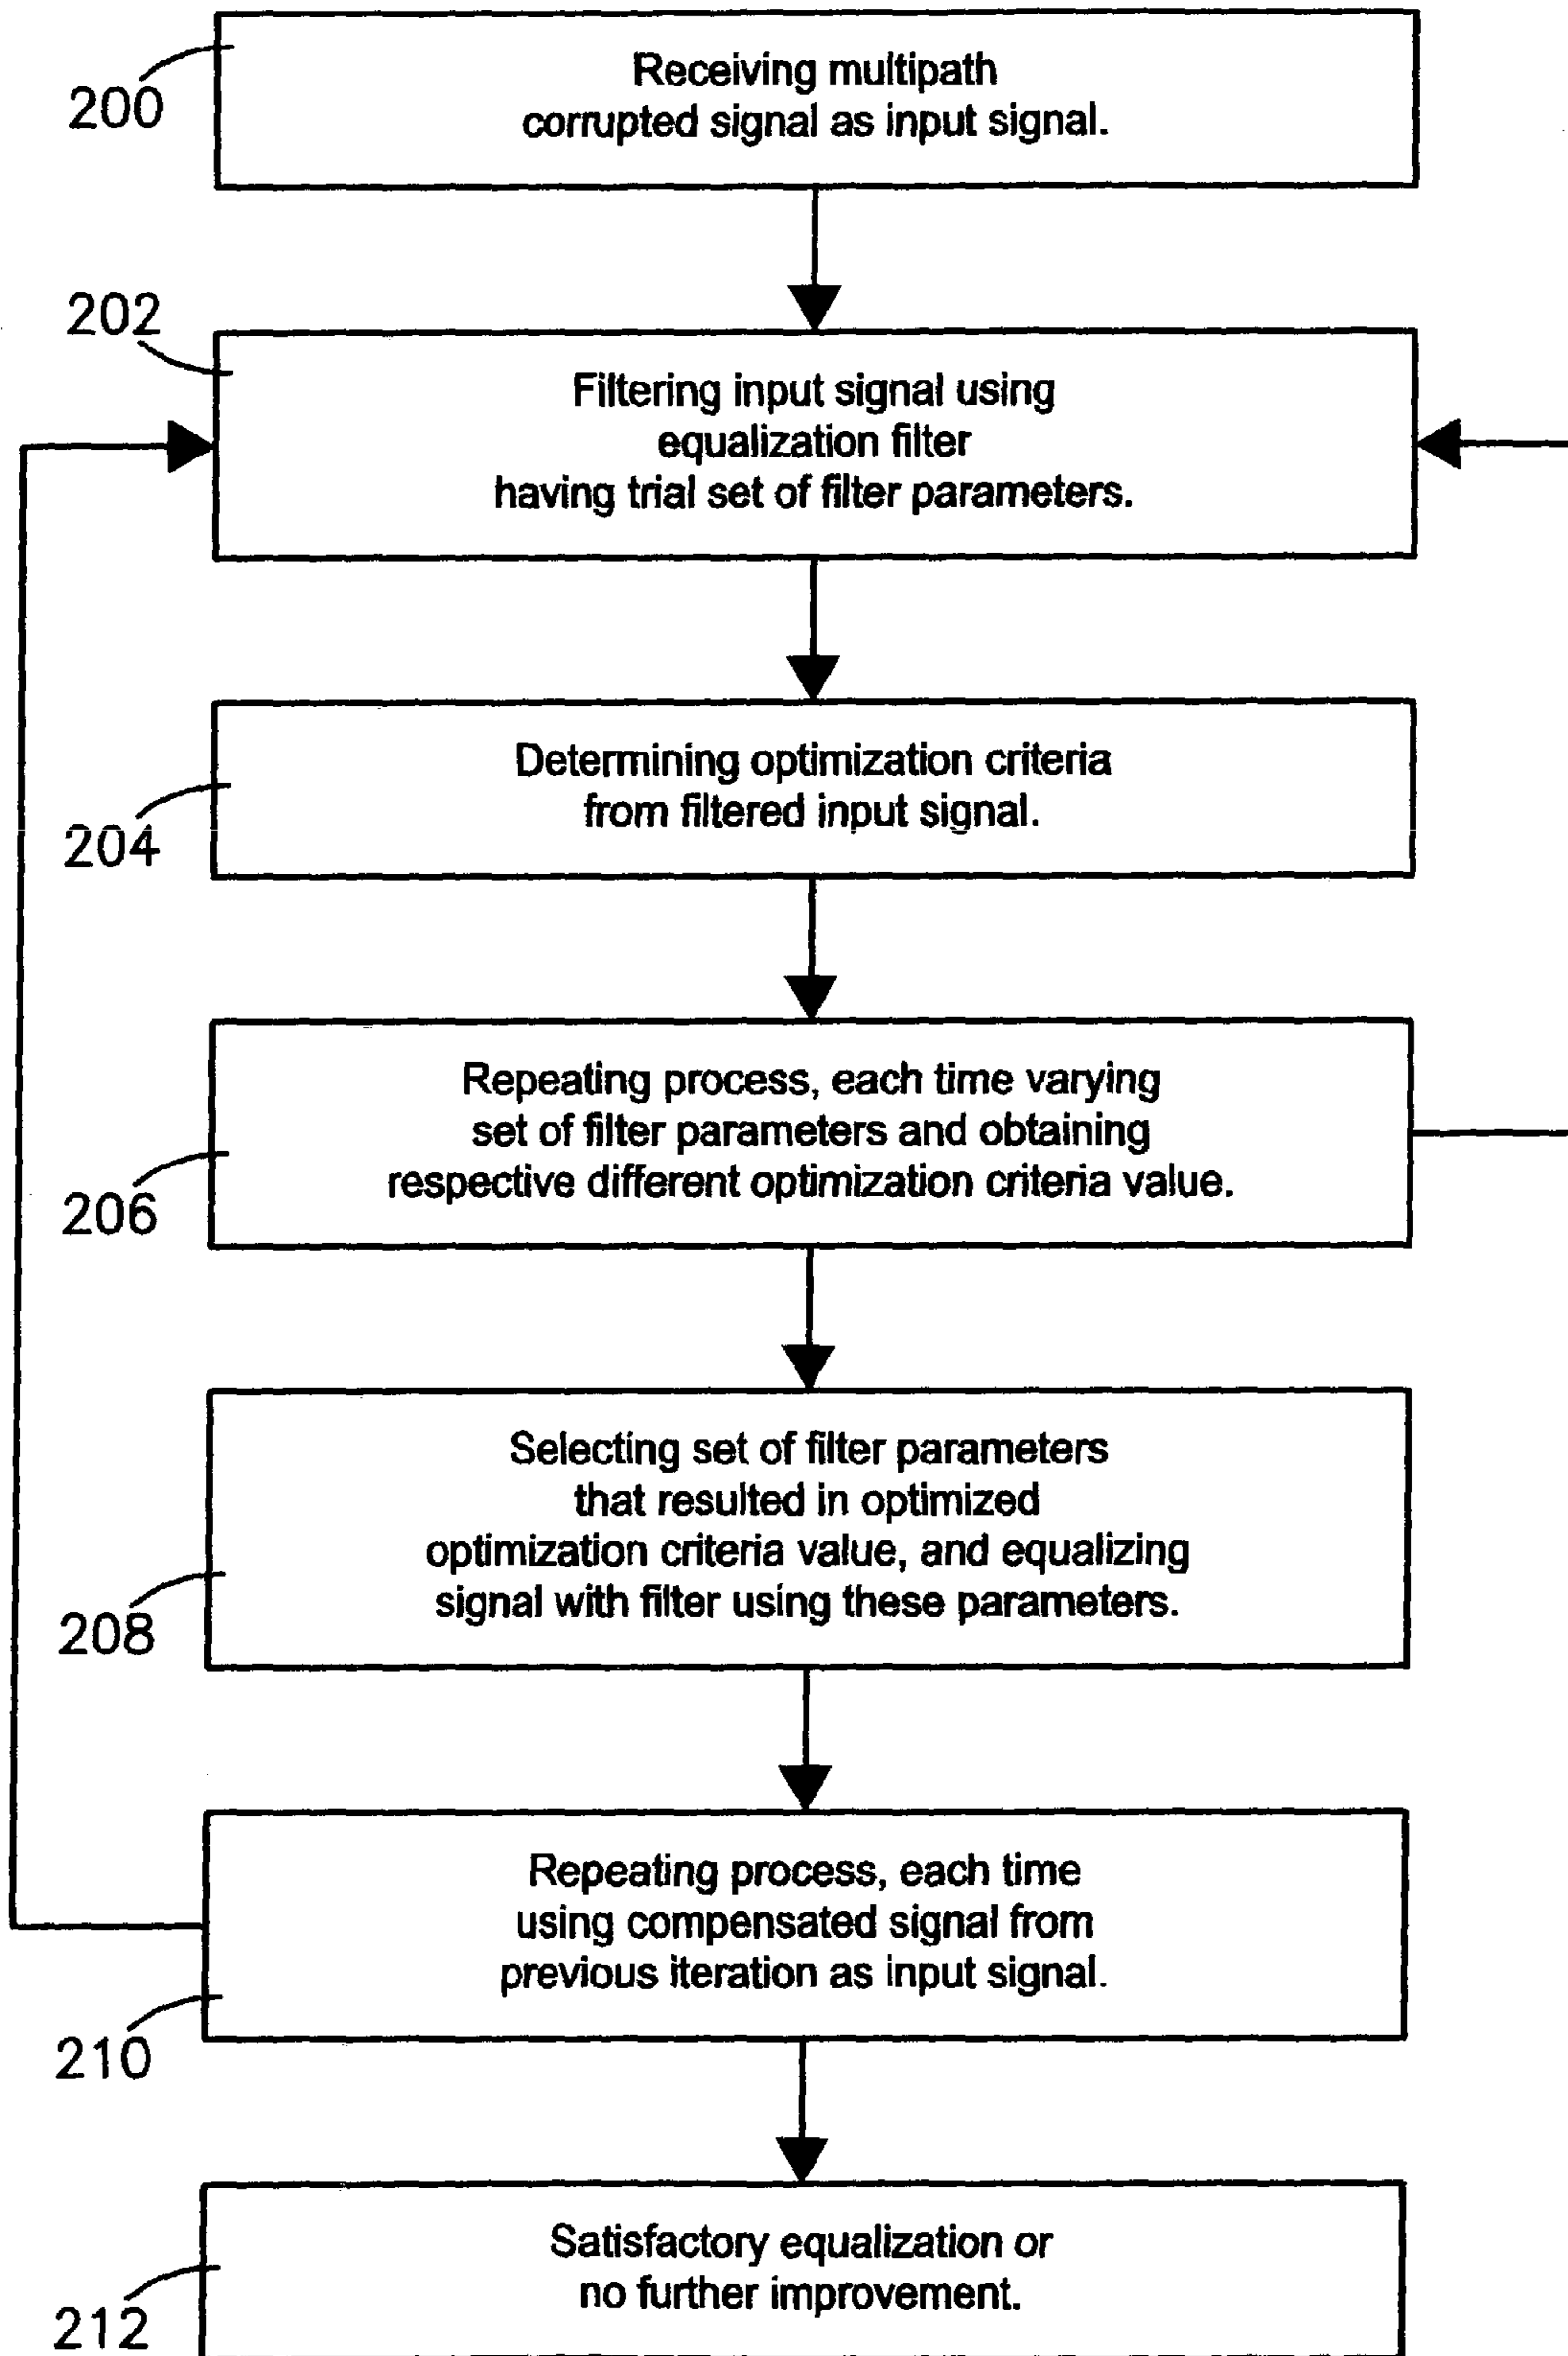 Receiving multipath
corrupted signal as input signal.
200
202
Filtering input signal using
equalization filter
having trial set of filter parameters.
Determining optimization criteria
from filtered input signal.
204
Repeating process, each time varying
set of filter parameters and obtaining
respective different optimization criteria value.
206
Selecting set of filter parameters
that resulted in optimized
optimization criteria value, and equalizing
signal with filter using these parameters.
208
Repeating process, each time
using compensated signal from
previous iteration as input signal.
210
Satisfactory equalization or
no further improvement.
212